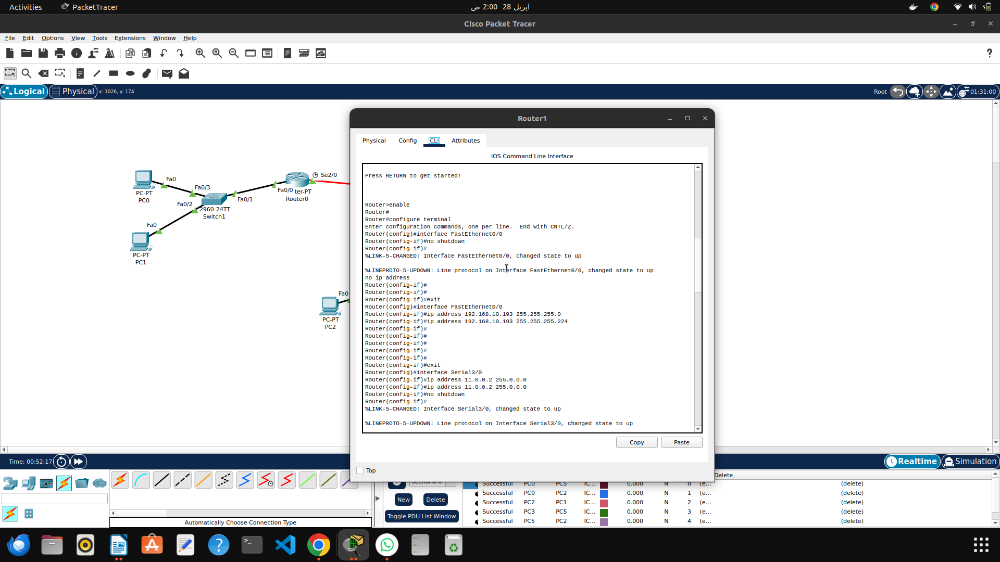 Activities
PacketTracer
اپریل 28  2:00 ص
Cisco Packet Tracer
File Edit Options View Tools Extensions Window Help
Logical
Physical
x: 1026, y: 174
Root
01:31:00
Router1
Physical Config CLI Attributes
IOS Command Line Interface
Press RETURN to get started!
Router>enable
Router#
Router#configure terminal
Enter configuration commands, one per line.  End with CNTL/Z.
Router(config)#interface FastEthernet0/0
Router(config-if)#no shutdown
Router(config-if)#
%LINK-5-CHANGED: Interface FastEthernet0/0, changed state to up
%LINEPROTO-5-UPDOWN: Line protocol on Interface FastEthernet0/0, changed state to up
no ip address
Router(config-if)#
Router(config-if)#
Router(config-if)#exit
Router(config)#interface FastEthernet0/0
Router(config-if)#ip address 192.168.10.193 255.255.255.0
Router(config-if)#ip address 192.168.10.193 255.255.255.224
Router(config-if)#
Router(config-if)#
Router(config-if)#
Router(config-if)#
Router(config-if)#
Router(config-if)#exit
Router(config)#interface Serial3/0
Router(config-if)#ip address 11.0.0.2 255.0.0.0
Router(config-if)#ip address 11.0.0.2 255.0.0.0
Router(config-if)#no shutdown
Router(config-if)#
%LINK-5-CHANGED: Interface Serial3/0, changed state to up
%LINEPROTO-5-UPDOWN: Line protocol on Interface Serial3/0, changed state to up
Copy
Paste
Top
Fa0
PC-PT
PC0
Fa0/3
Fa0/2
Fa0/1
2960-24TT
Switch1
Fa0
PC-PT
PC1
Fa0/0
ter-PT
Router0
Se2/0
Fa0
PC-PT
PC2
Time: 00:52:17
Realtime
Simulation
Automatically Choose Connection Type
New
Delete
Toggle PDU List Window
Delete
Successful PC0 PC5 IC... 0.000 N 0 (e... (delete)
Successful PC0 PC2 IC... 0.000 N 1 (e... (delete)
Successful PC2 PC1 IC... 0.000 N 2 (e... (delete)
Successful PC3 PC5 IC... 0.000 N 3 (e... (delete)
Successful PC5 PC2 IC... 0.000 N 4 (e... (delete)